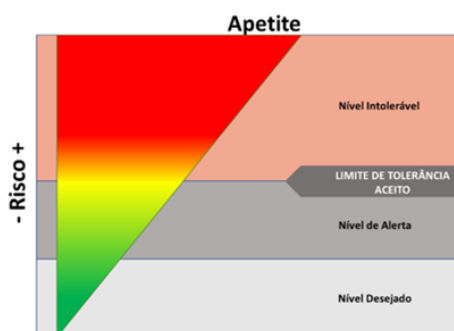 Apetite
- Risco +
Nível Intolerável
LIMITE DE TOLERÂNCIA
ACEITO
Nível de Alerta
Nível Desejado